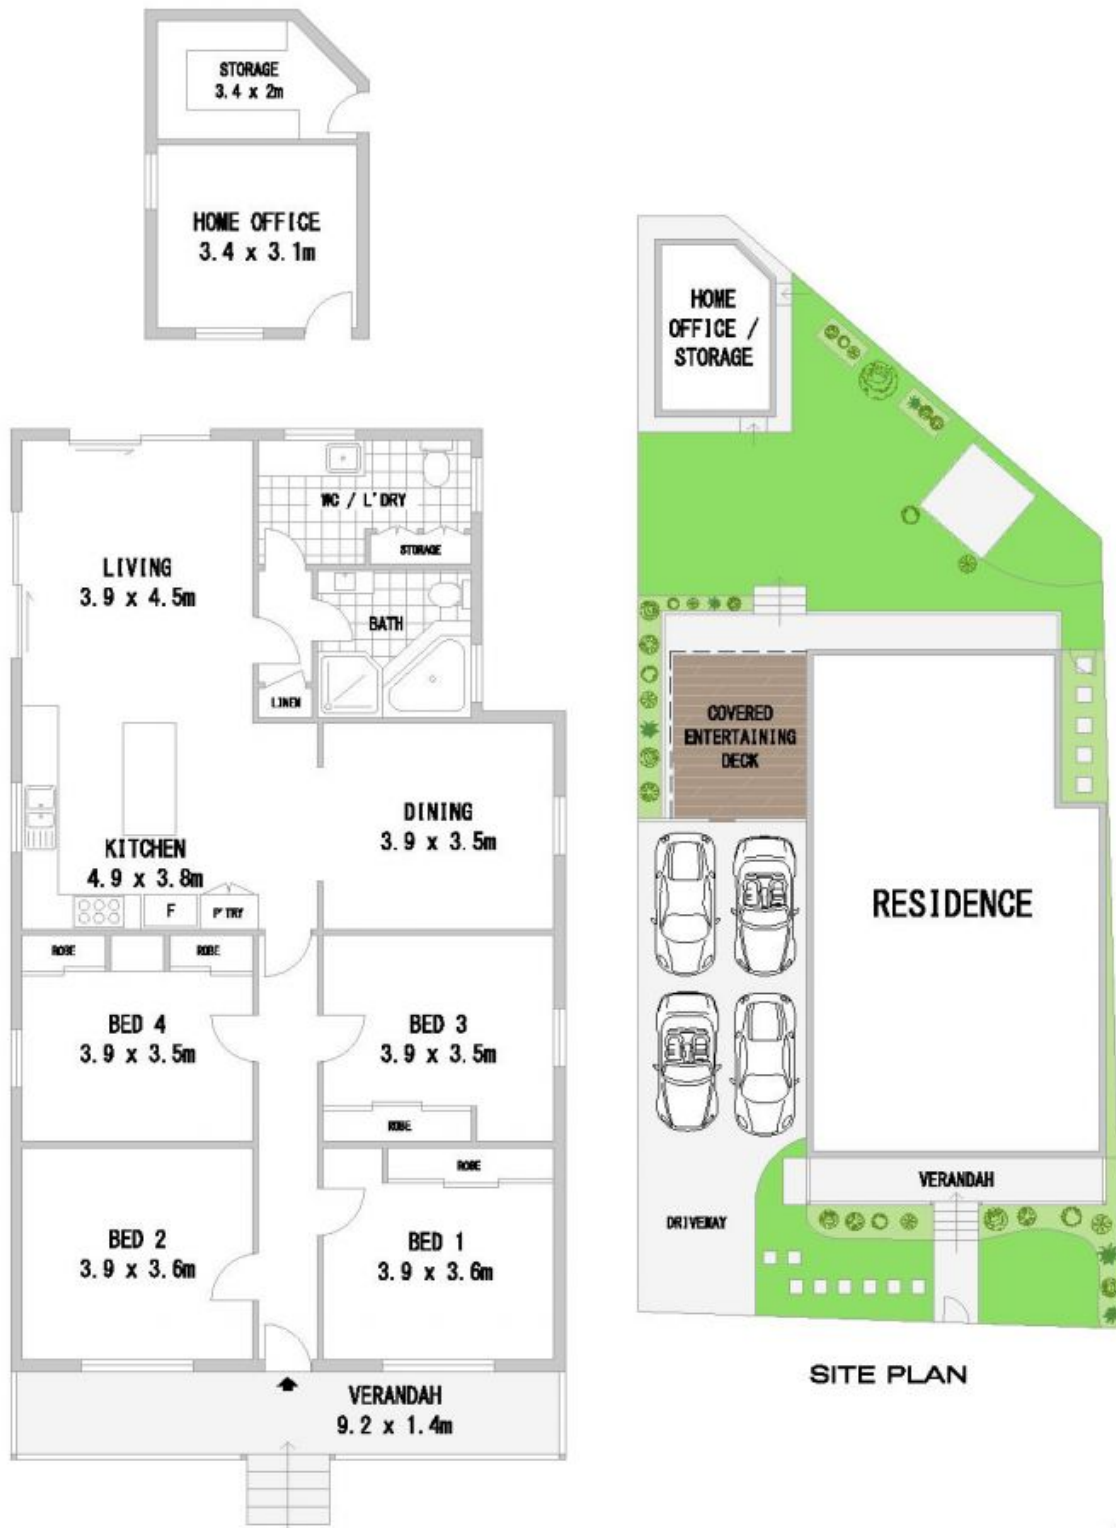 STORAGE
3.4 x 2m
HOME OFFICE
3.4 x 3.1m
WC / L'DRY
STORAGE
LIVING
3.9 x 4.5m
BATH
LINEN
DINING
3.9 x 3.5m
KITCHEN
4.9 x 3.8m
F
P'TRY
ROBE
ROBE
BED 4
3.9 x 3.5m
BED 3
3.9 x 3.5m
ROBE
ROBE
BED 2
3.9 x 3.6m
BED 1
3.9 x 3.6m
VERANDAH
9.2 x 1.4m
HOME
OFFICE /
STORAGE
COVERED
ENTERTAINING
DECK
RESIDENCE
VERANDAH
DRIVEWAY
SITE PLAN